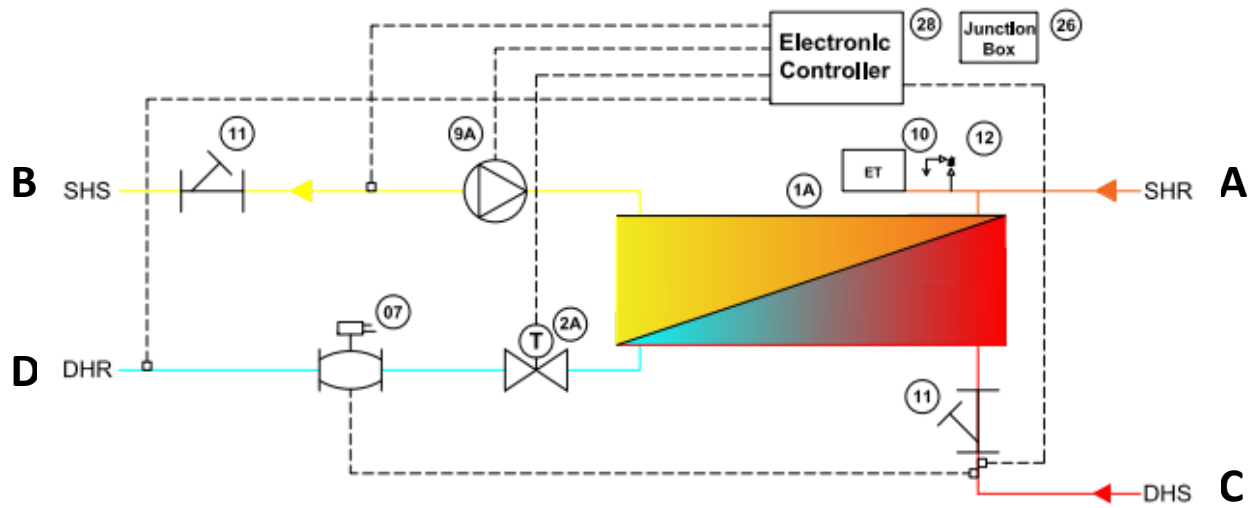 Electronic
Controller
28
Junction
Box
26
11
9A
10
12
ET
1A
B
SHS
SHR
A
07
2A
T
D
DHR
11
DHS
C